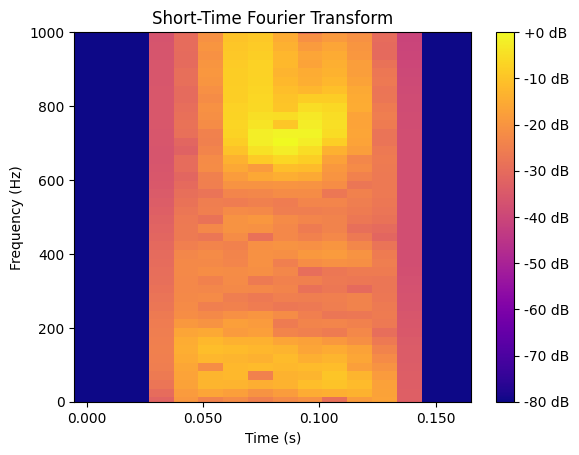 Short-Time Fourier Transform
1000
800
600
400
200
0
Frequency (Hz)
0.000
0.050
0.100
0.150
Time (s)
+0 dB
-10 dB
-20 dB
-30 dB
-40 dB
-50 dB
-60 dB
-70 dB
-80 dB